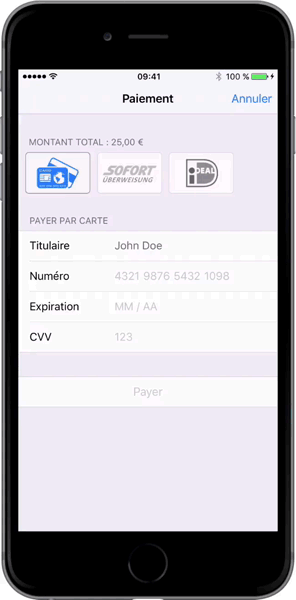 09:41
100 %
Paiement
Annuler
MONTANT TOTAL : 25,00 €
SOFORT
ÜBERWEISUNG
iDEAL
PAYER PAR CARTE
Titulaire John Doe
Numéro 4321 9876 5432 1098
Expiration MM / AA
CVV 123
Payer